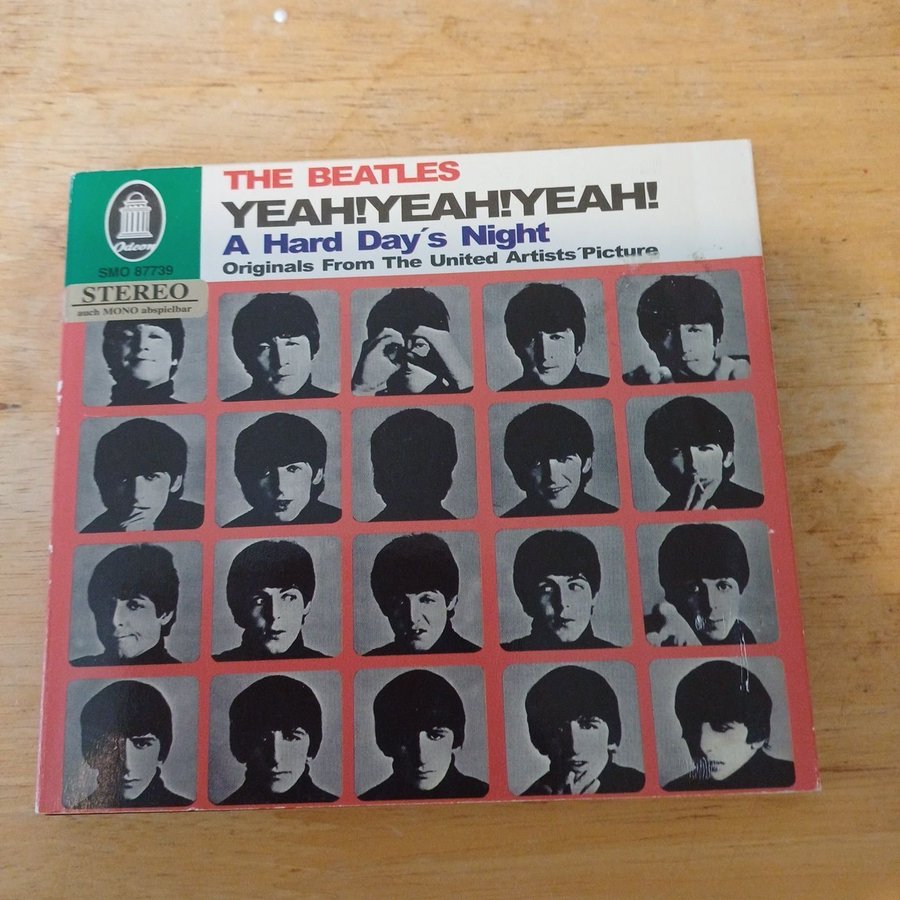 THE BEATLES
YEAH!YEAH!YEAH!
A Hard Day´s Night
Originals From The United Artists´Picture
Odeon
SMO 87739
STEREO
auch MONO abspielbar